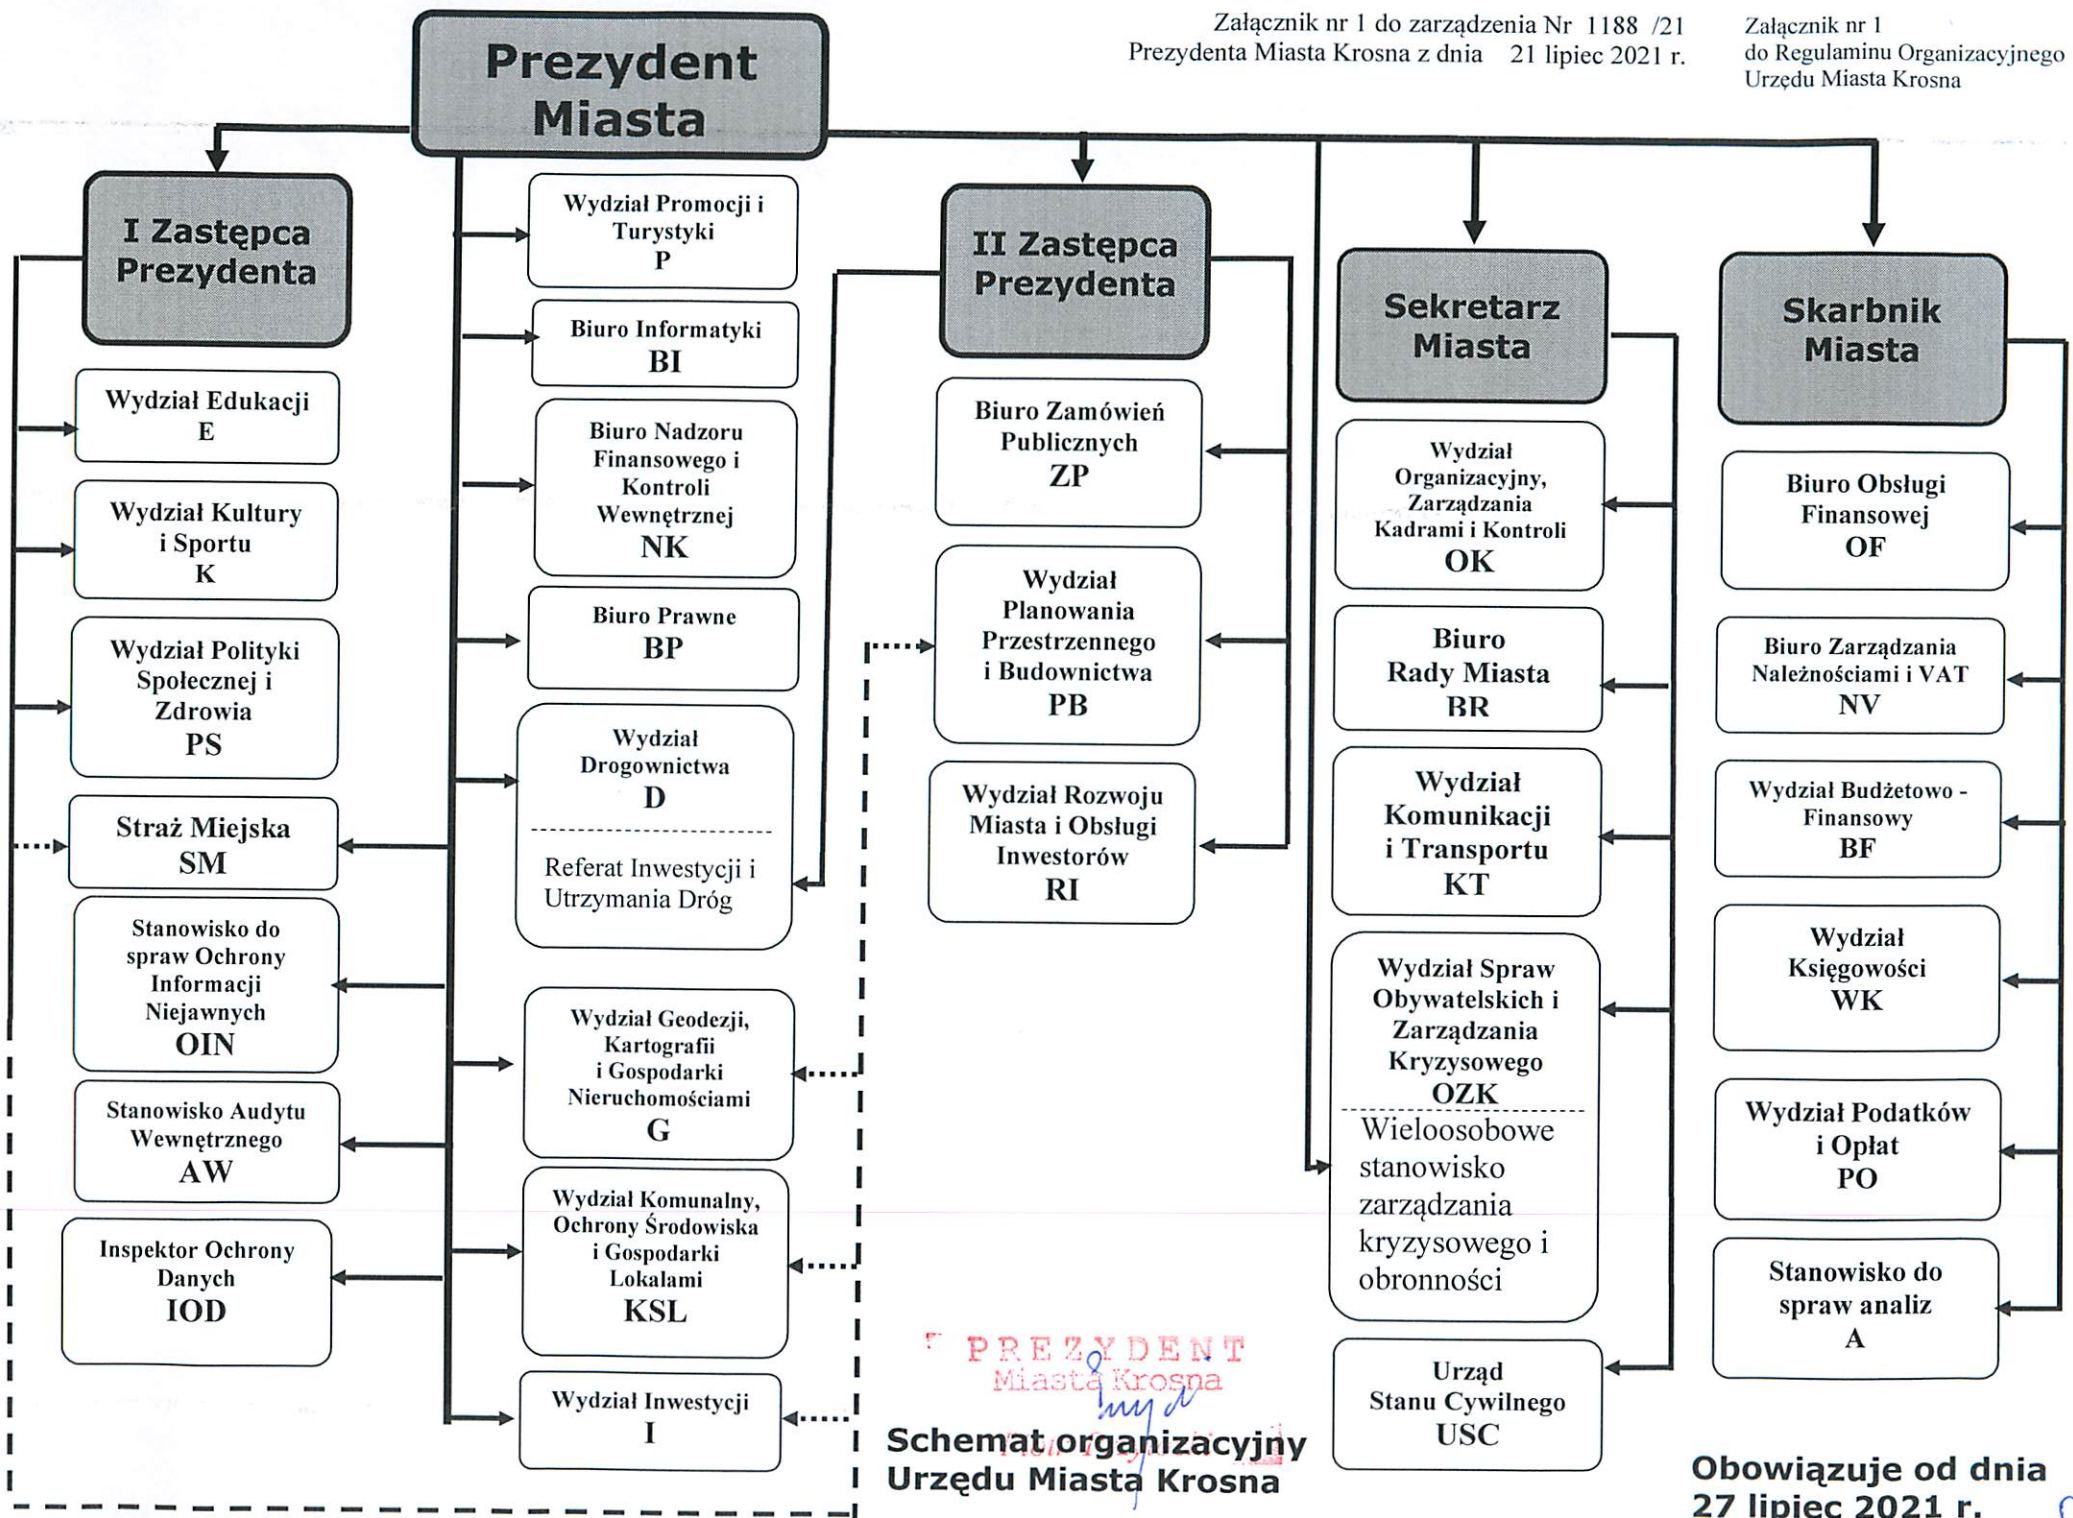 Załącznik nr 1 do zarządzenia Nr 1188 /21
Prezydenta Miasta Krosna z dnia 21 lipiec 2021 r.
Załącznik nr 1
do Regulaminu Organizacyjnego
Urzędu Miasta Krosna
Prezydent
Miasta
I Zastępca
Prezydenta
Wydział Edukacji
E
Wydział Kultury
i Sportu
K
Wydział Polityki
Społecznej i
Zdrowia
PS
Straż Miejska
SM
Stanowisko do
spraw Ochrony
Informacji
Niejawnych
OIN
Stanowisko Audytu
Wewnętrznego
AW
Inspektor Ochrony
Danych
IOD
Wydział Promocji i
Turystyki
P
Biuro Informatyki
BI
Biuro Nadzoru
Finansowego i
Kontroli
Wewnętrznej
NK
Biuro Prawne
BP
Wydział
Drogownictwa
D
Referat Inwestycji i
Utrzymania Dróg
Wydział Geodezji,
Kartografii
i Gospodarki
Nieruchomościami
G
Wydział Komunalny,
Ochrony Środowiska
i Gospodarki
Lokalami
KSL
Wydział Inwestycji
I
II Zastępca
Prezydenta
Biuro Zamówień
Publicznych
ZP
Wydział
Planowania
Przestrzennego
i Budownictwa
PB
Wydział Rozwoju
Miasta i Obsługi
Inwestorów
RI
Sekretarz
Miasta
Wydział
Organizacyjny,
Zarządzania
Kadrami i Kontroli
OK
Biuro
Rady Miasta
BR
Wydział
Komunikacji
i Transportu
KT
Wydział Spraw
Obywatelskich i
Zarządzania
Kryzysowego
OZK
Wieloosobowe
stanowisko
zarządzania
kryzysowego i
obronności
Urząd
Stanu Cywilnego
USC
Skarbnik
Miasta
Biuro Obsługi
Finansowej
OF
Biuro Zarządzania
Należnościami i VAT
NV
Wydział Budżetowo -
Finansowy
BF
Wydział
Księgowości
WK
Wydział Podatków
i Opłat
PO
Stanowisko do
spraw analiz
A
PREZYDENT
Miasta Krosna
Schemat organizacyjny
Urzędu Miasta Krosna
Obowiązuje od dnia
27 lipiec 2021 r.